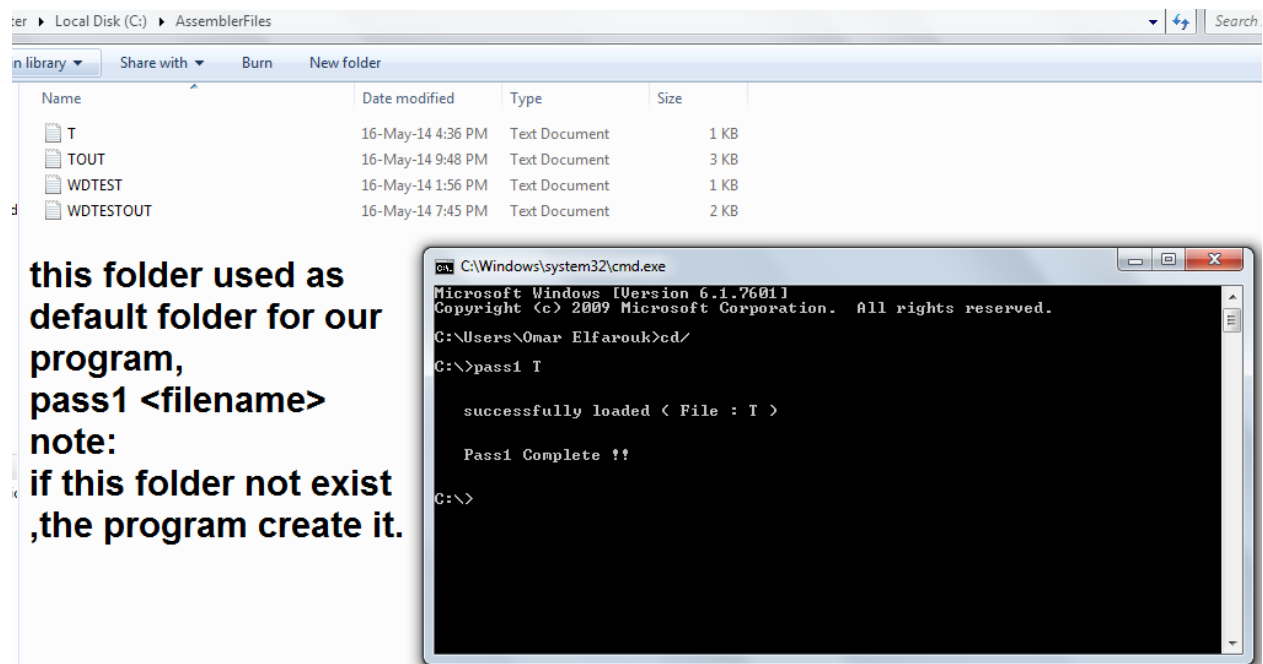 ter ▸ Local Disk (C:) ▸ AssemblerFiles
Search
n library Share with Burn New folder
Name Date modified Type Size
T 16-May-14 4:36 PM Text Document 1 KB
TOUT 16-May-14 9:48 PM Text Document 3 KB
WDTEST 16-May-14 1:56 PM Text Document 1 KB
WDTESTOUT 16-May-14 7:45 PM Text Document 2 KB
this folder used as
default folder for our
program,
pass1 <filename>
note:
if this folder not exist
,the program create it.
C:\Windows\system32\cmd.exe
Microsoft Windows [Version 6.1.7601]
Copyright (c) 2009 Microsoft Corporation. All rights reserved.
C:\Users\Omar Elfarouk>cd/
C:\>pass1 T
successfully loaded ( File : T )
Pass1 Complete !!
C:\>